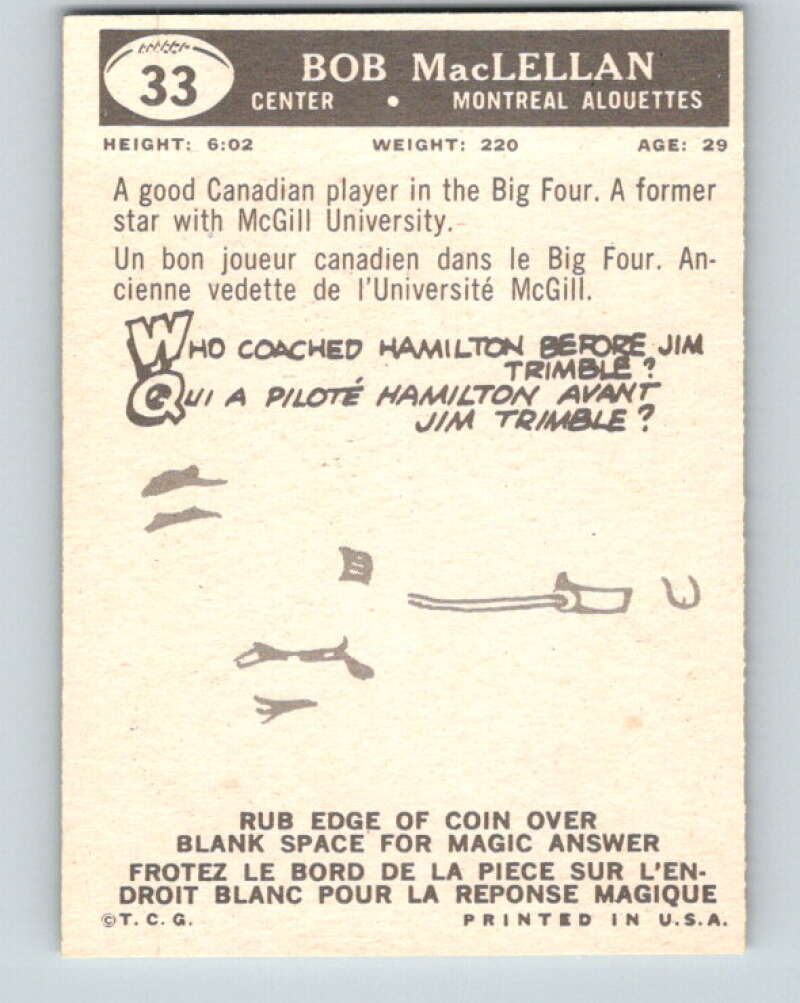 33
BOB MacLELLAN
CENTER • MONTREAL ALOUETTES
HEIGHT: 6:02 WEIGHT: 220 AGE: 29
A good Canadian player in the Big Four. A former
star with McGill University.
Un bon joueur canadien dans le Big Four. An-
cienne vedette de l'Université McGill.
WHO COACHED HAMILTON BEFORE JIM
TRIMBLE?
QUI A PILOTÉ HAMILTON AVANT
JIM TRIMBLE?
RUB EDGE OF COIN OVER
BLANK SPACE FOR MAGIC ANSWER
FROTEZ LE BORD DE LA PIECE SUR L'EN-
DROIT BLANC POUR LA REPONSE MAGIQUE
©T.C.G. PRINTED IN U.S.A.